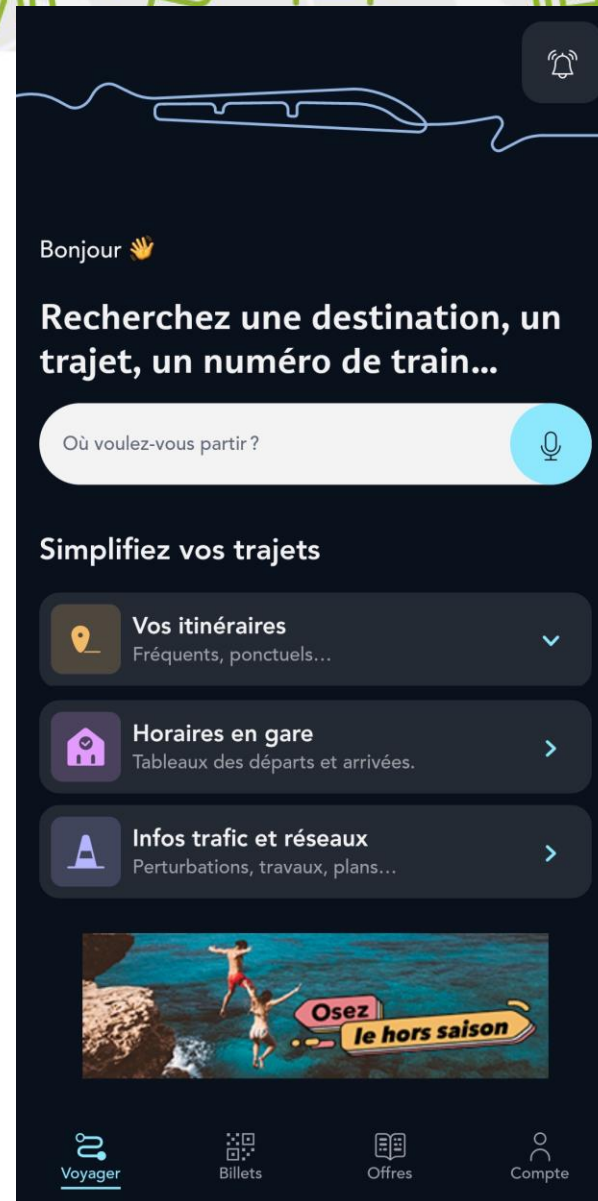 Bonjour 👋
Recherchez une destination, un
trajet, un numéro de train...
Où voulez-vous partir ?
Simplifiez vos trajets
Vos itinéraires
Fréquents, ponctuels...
Horaires en gare
Tableaux des départs et arrivées.
Infos trafic et réseaux
Perturbations, travaux, plans...
Osez
le hors saison
Voyager
Billets
Offres
Compte